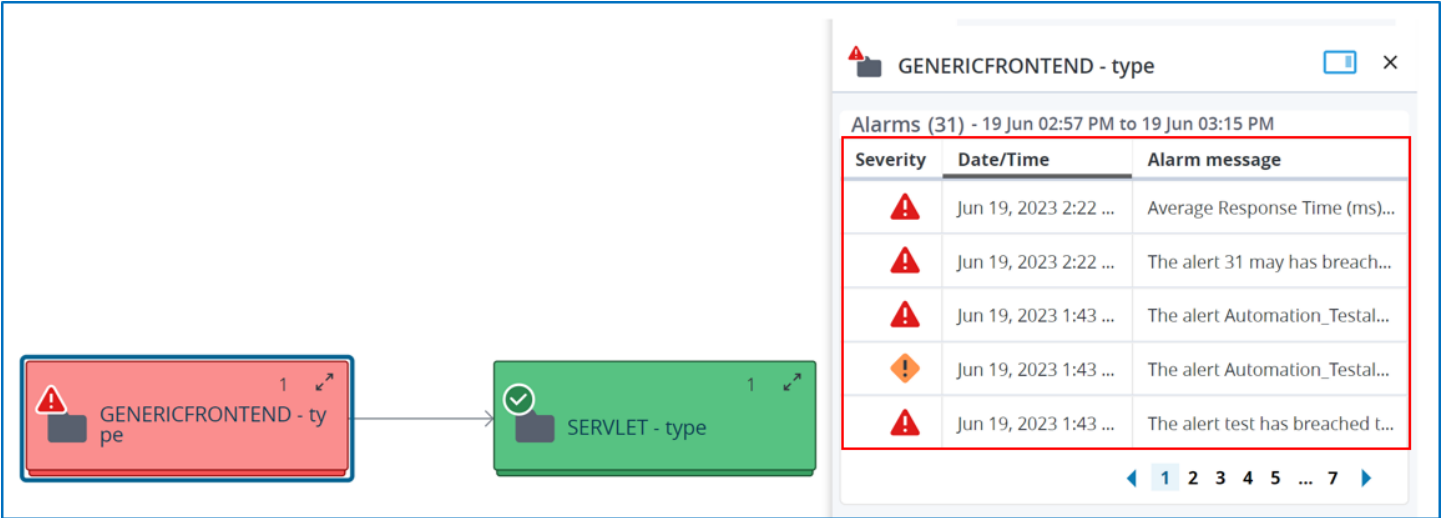 GENERICFRONTEND - type
Alarms (31) - 19 Jun 02:57 PM to 19 Jun 03:15 PM
Severity Date/Time Alarm message
Jun 19, 2023 2:22 ... Average Response Time (ms)...
Jun 19, 2023 2:22 ... The alert 31 may has breach...
Jun 19, 2023 1:43 ... The alert Automation_Testal...
Jun 19, 2023 1:43 ... The alert Automation_Testal...
Jun 19, 2023 1:43 ... The alert test has breached t...
1 2 3 4 5 ... 7
1
GENERICFRONTEND - ty
pe
1
SERVLET - type